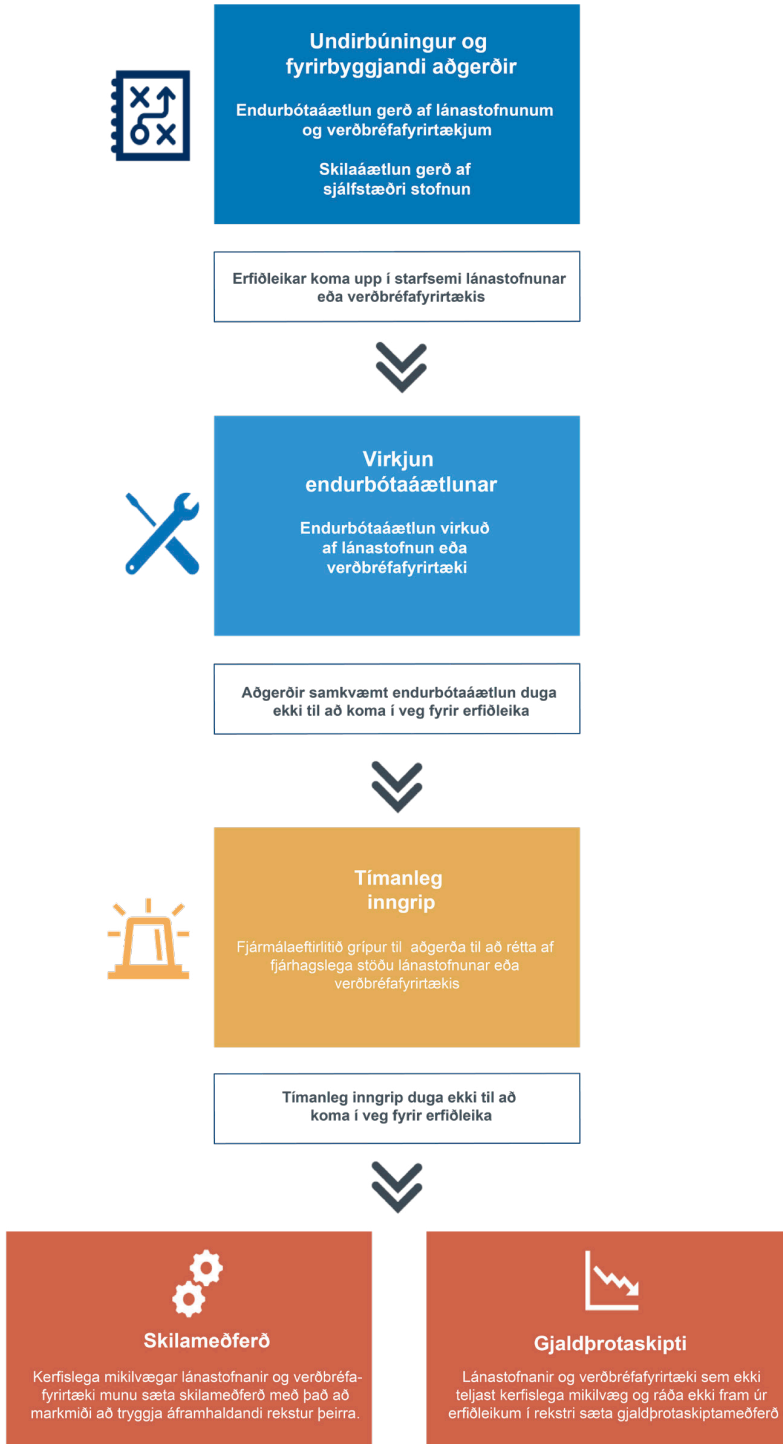 Undirbúningur og
fyrirbyggjandi aðgerðir
Endurbótaáætlun gerð af lánastofnunum
og verðbréfafyrirtækjum
Skilaáætlun gerð af
sjálfstæðri stofnun
Erfiðleikar koma upp í starfsemi lánastofnunar
eða verðbréfafyrirtækis
Virkjun
endurbótaáætlunar
Endurbótaáætlun virkuð
af lánastofnun eða
verðbréfafyrirtæki
Aðgerðir samkvæmt endurbótaáætlun duga
ekki til að koma í veg fyrir erfiðleika
Tímanleg
inngrip
Fjármálaeftirlitið grípur til aðgerða til að rétta af
fjárhagslega stöðu lánastofnunar eða
verðbréfafyrirtækis
Tímanleg inngrip duga ekki til að
koma í veg fyrir erfiðleika
Skilameðferð
Kerfislega mikilvægar lánastofnanir og verðbréfa-
fyrirtæki munu sæta skilameðferð með það að
markmiði að tryggja áframhaldandi rekstur þeirra.
Gjaldþrotaskipti
Lánastofnanir og verðbréfafyrirtæki sem ekki
teljast kerfislega mikilvæg og ráða ekki fram úr
erfiðleikum í rekstri sæta gjaldþrotaskiptameðferð